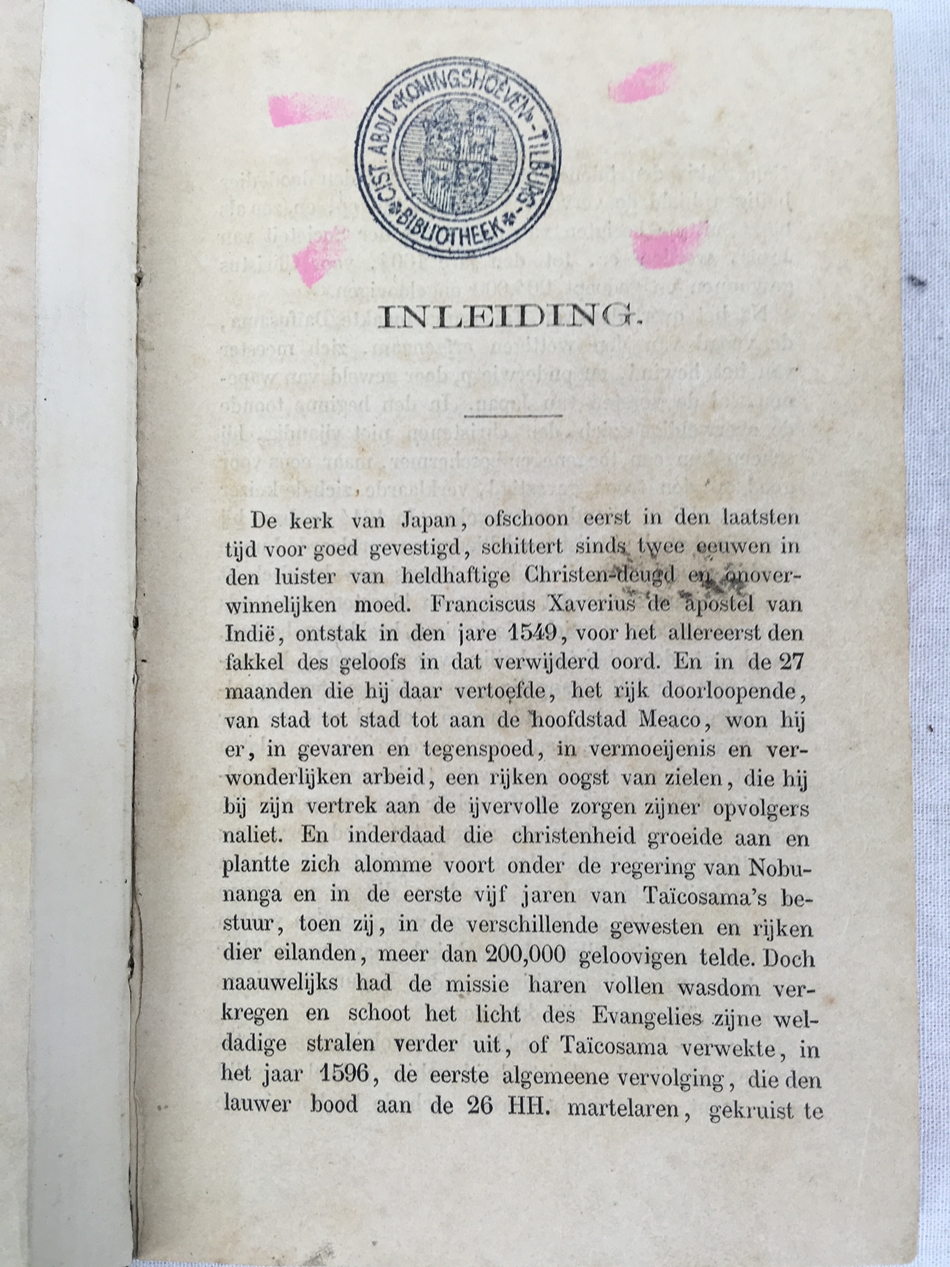 CIST. ABDIJ «KONINGSHOEVEN» - TILBURG -
BIBLIOTHEEK
INLEIDING.
De kerk van Japan, ofschoon eerst in den laatsten
tijd voor goed gevestigd, schittert sinds twee eeuwen in
den luister van heldhaftige Christen-deugd en onover-
winnelijken moed. Franciscus Xaverius de apostel van
Indië, ontstak in den jare 1549, voor het allereerst den
fakkel des geloofs in dat verwijderd oord. En in de 27
maanden die hij daar vertoefde, het rijk doorloopende,
van stad tot stad tot aan de hoofdstad Meaco, won hij
er, in gevaren en tegenspoed, in vermoeijenis en ver-
wonderlijken arbeid, een rijken oogst van zielen, die hij
bij zijn vertrek aan de ijvervolle zorgen zijner opvolgers
naliet. En inderdaad die christenheid groeide aan en
plantte zich alomme voort onder de regering van Nobu-
nanga en in de eerste vijf jaren van Taïcosama's be-
stuur, toen zij, in de verschillende gewesten en rijken
dier eilanden, meer dan 200,000 geloovigen telde. Doch
naauwelijks had de missie haren vollen wasdom ver-
kregen en schoot het licht des Evangelies zijne wel-
dadige stralen verder uit, of Taïcosama verwekte, in
het jaar 1596, de eerste algemeene vervolging, die den
lauwer bood aan de 26 HH. martelaren, gekruist te